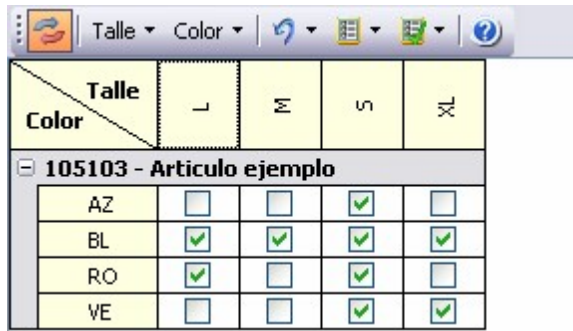 Talle Color
Talle
Color
L M S XL
105103 - Articulo ejemplo
AZ
BL
RO
VE